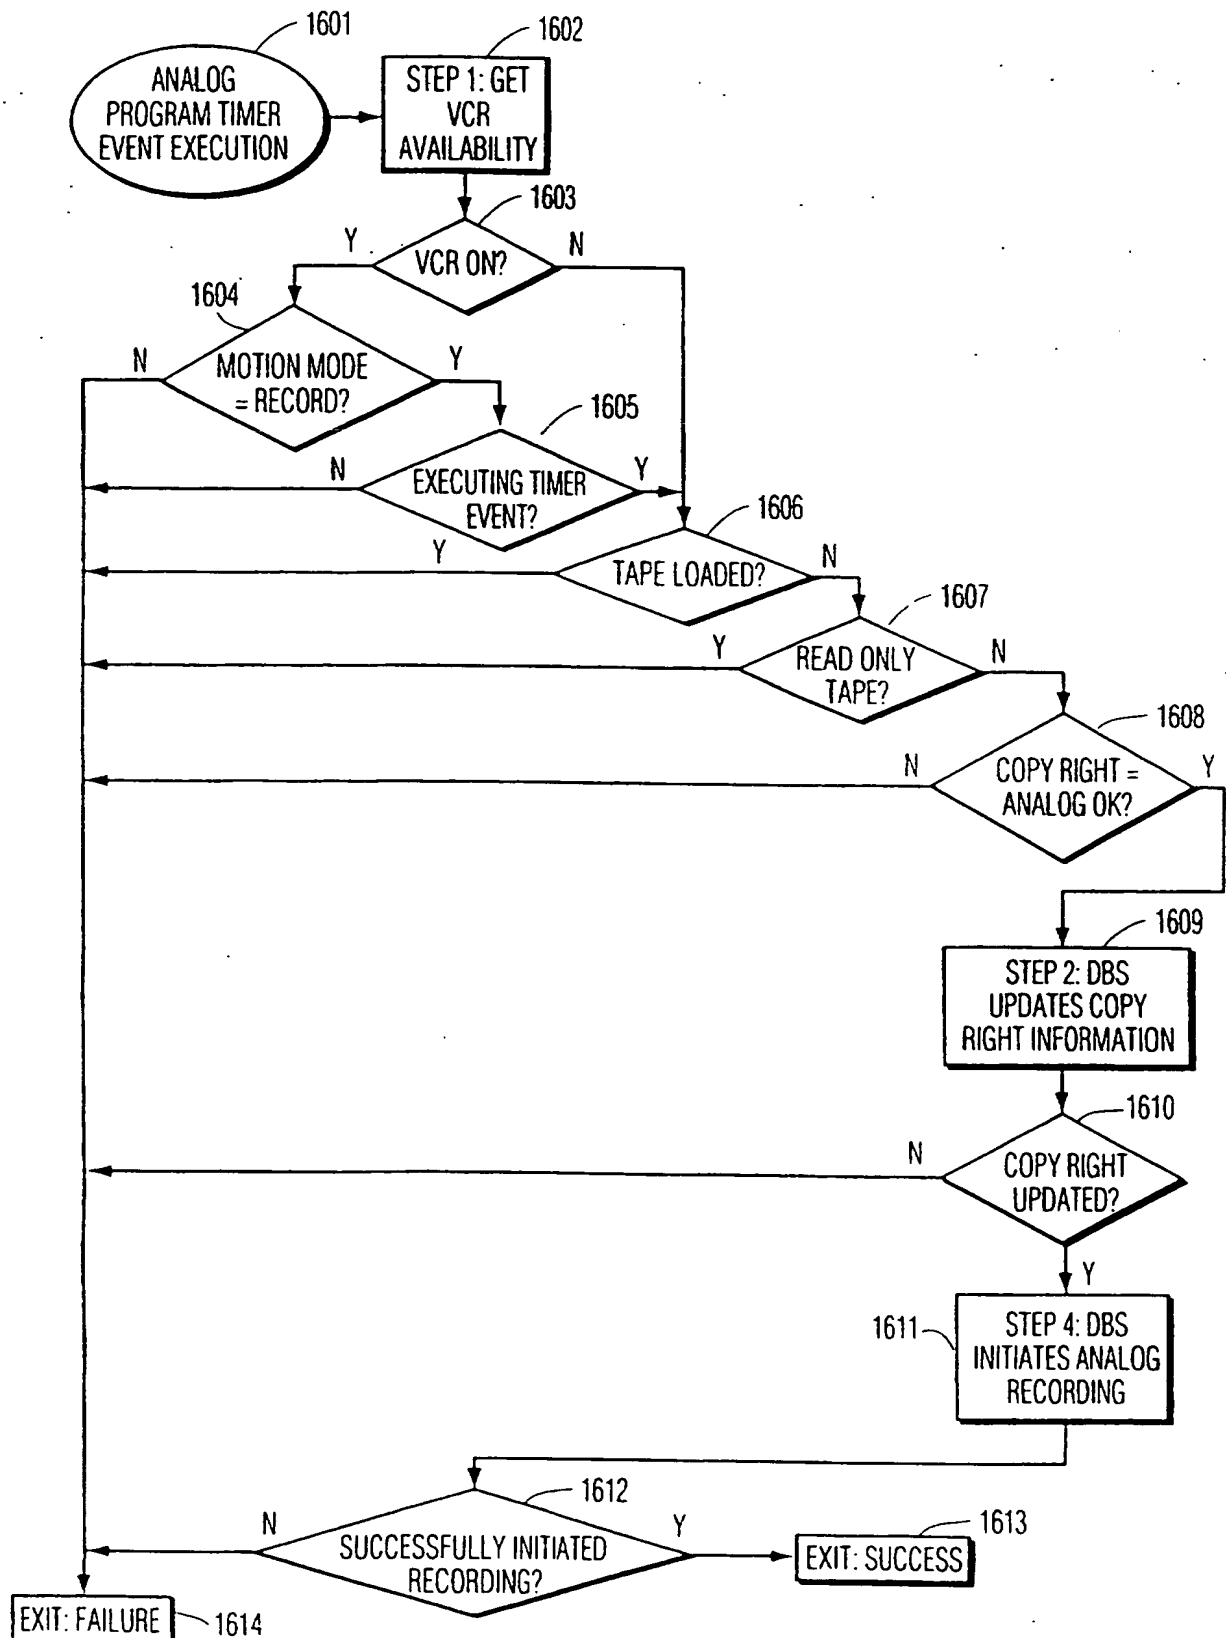 1601
ANALOG
PROGRAM TIMER
EVENT EXECUTION
1602
STEP 1: GET
VCR
AVAILABILITY
1603
VCR ON?
Y
N
1604
MOTION MODE
= RECORD?
N
Y
1605
EXECUTING TIMER
EVENT?
N
Y
1606
TAPE LOADED?
Y
N
1607
READ ONLY
TAPE?
Y
N
1608
COPY RIGHT =
ANALOG OK?
N
Y
1609
STEP 2: DBS
UPDATES COPY
RIGHT INFORMATION
1610
COPY RIGHT
UPDATED?
N
Y
1611
STEP 4: DBS
INITIATES ANALOG
RECORDING
1612
SUCCESSFULLY INITIATED
RECORDING?
N
Y
1613
EXIT: SUCCESS
EXIT: FAILURE
1614